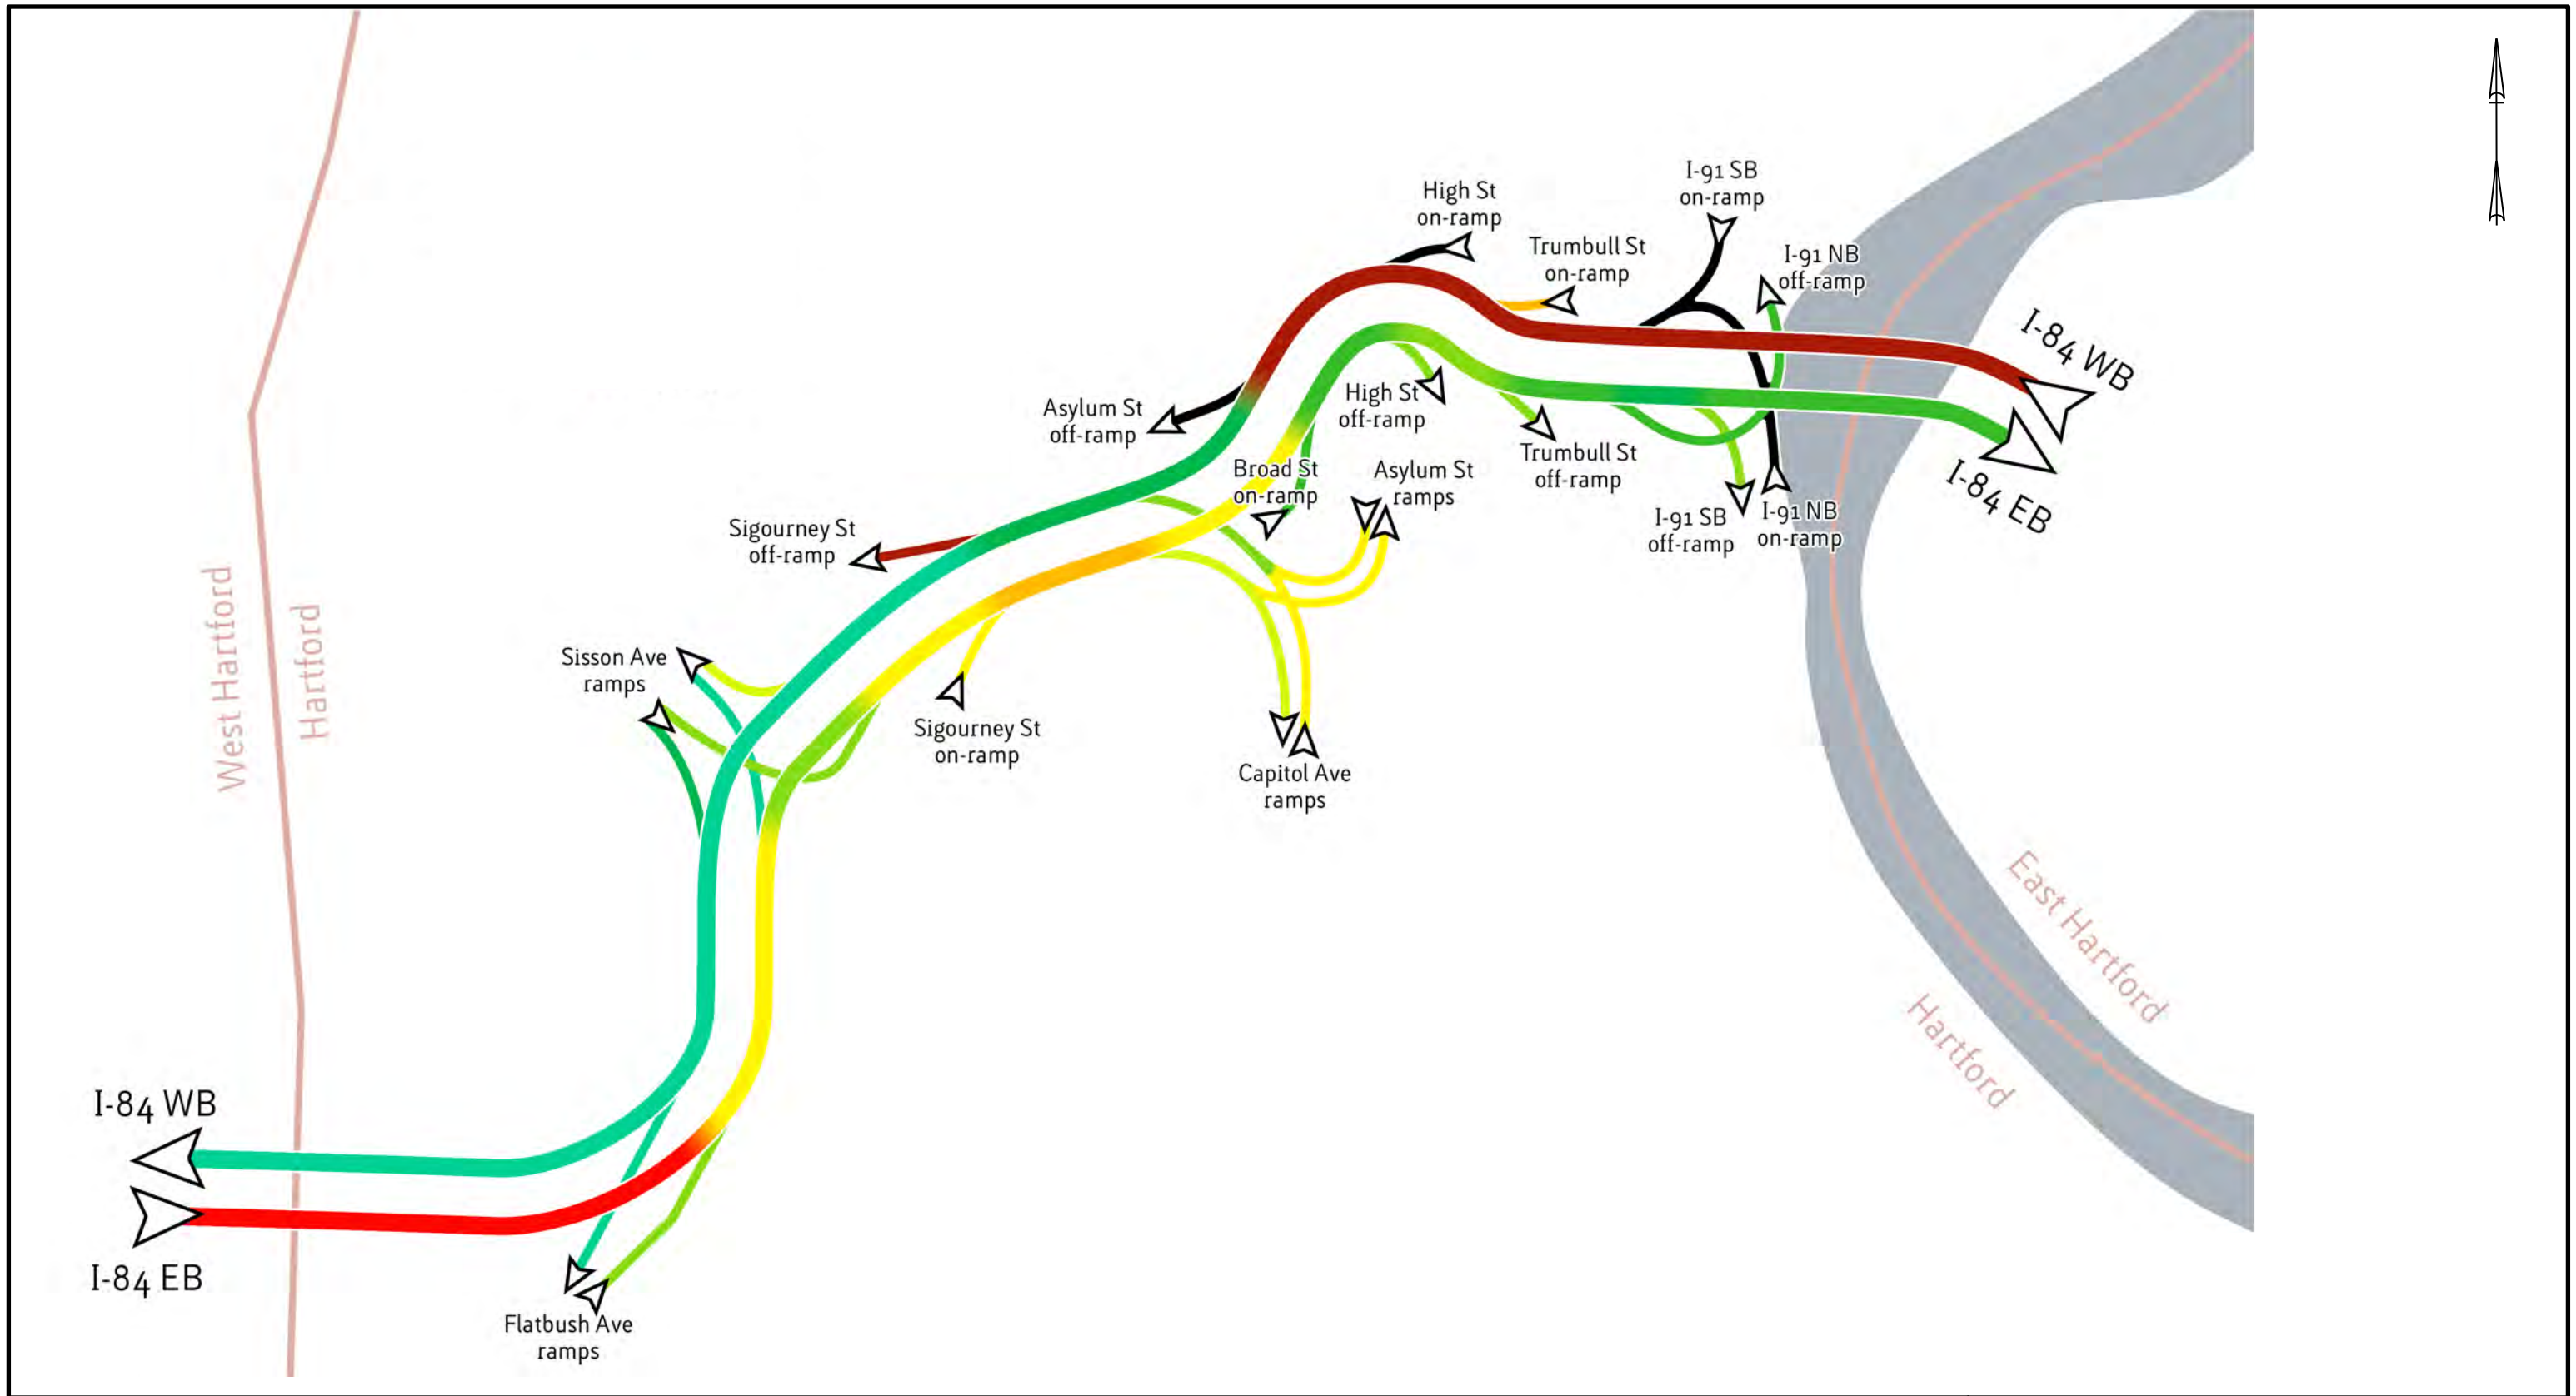 I-91 SB
on-ramp
High St
on-ramp
Trumbull St
on-ramp
I-91 NB
off-ramp
I-84 WB
High St
off-ramp
Asylum St
off-ramp
Trumbull St
off-ramp
Broad St
on-ramp
Asylum St
ramps
I-84 EB
I-91 SB
off-ramp
I-91 NB
on-ramp
Sigourney St
off-ramp
West Hartford
Hartford
Sisson Ave
ramps
Sigourney St
on-ramp
Capitol Ave
ramps
East Hartford
Hartford
I-84 WB
I-84 EB
Flatbush Ave
ramps